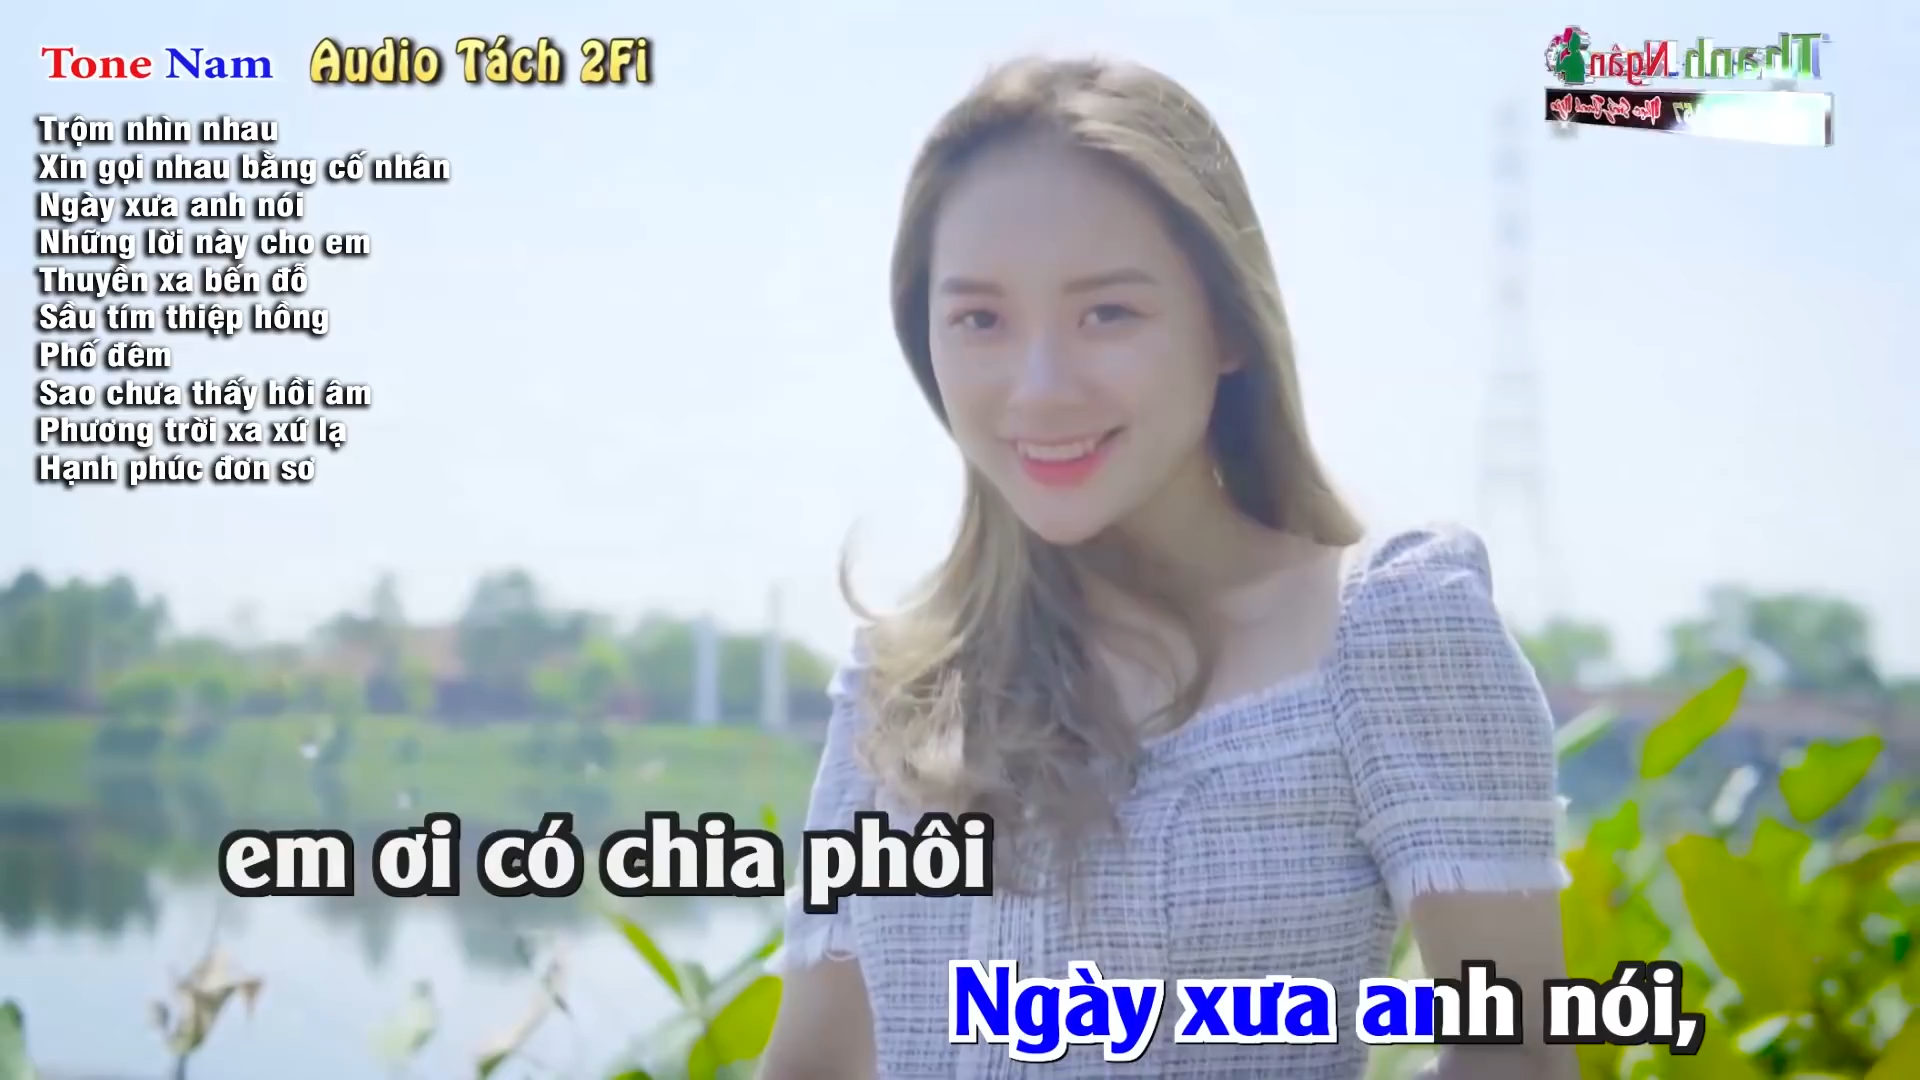 Tone Nam Audio Tách 2Fi
Thanh Ngân
Trộm nhìn nhau
Xin gọi nhau bằng cố nhân
Ngày xưa anh nói
Những lời này cho em
Thuyền xa bến đỗ
Sầu tím thiệp hồng
Phố đêm
Sao chưa thấy hồi âm
Phương trời xa xứ lạ
Hạnh phúc đơn sơ
em ơi có chia phôi
Ngày xưa anh nói,